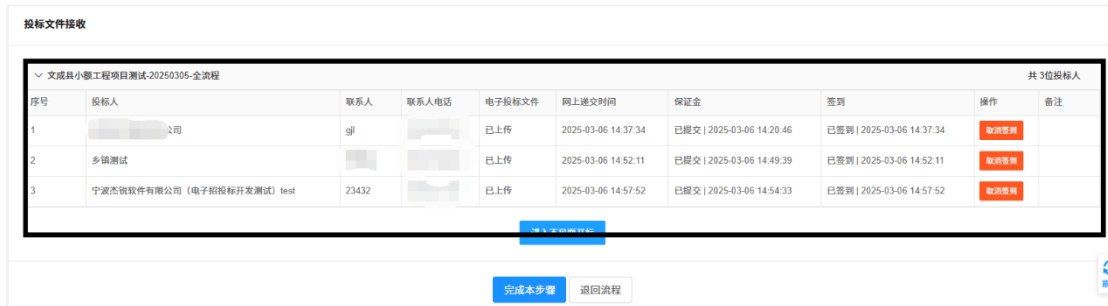 投标文件接收
文成县小额工程项目测试-20250305-全流程 共 3位投标人
序号 投标人 联系人 联系人电话 电子投标文件 网上递交时间 保证金 签到 操作 备注
1 公司 gjl 已上传 2025-03-06 14:37:34 已提交 | 2025-03-06 14:20:46 已签到 | 2025-03-06 14:37:34 取消签到
2 乡镇测试 已上传 2025-03-06 14:52:11 已提交 | 2025-03-06 14:49:39 已签到 | 2025-03-06 14:52:11 取消签到
3 宁波杰锐软件有限公司（电子招投标开发测试）test 23432 已上传 2025-03-06 14:57:52 已提交 | 2025-03-06 14:54:33 已签到 | 2025-03-06 14:57:52 取消签到
完成本步骤 退回流程